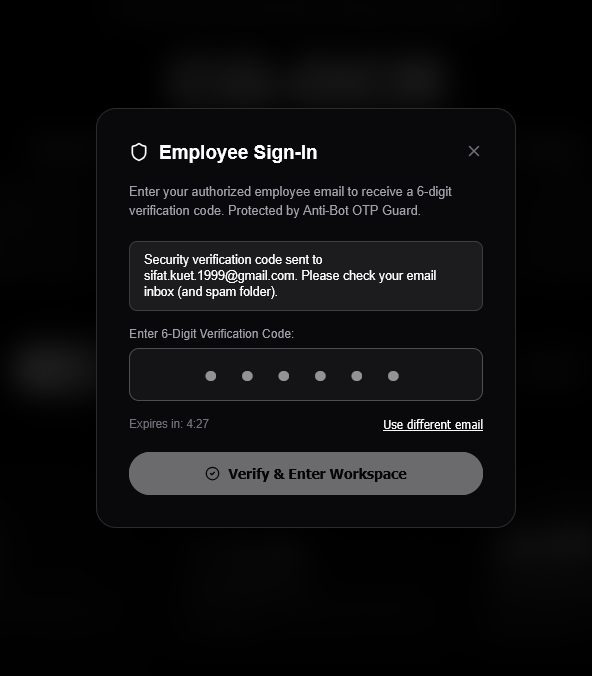 Employee Sign-In
Enter your authorized employee email to receive a 6-digit
verification code. Protected by Anti-Bot OTP Guard.
Security verification code sent to
sifat.kuet.1999@gmail.com. Please check your email
inbox (and spam folder).
Enter 6-Digit Verification Code:
Expires in: 4:27
Use different email
Verify & Enter Workspace